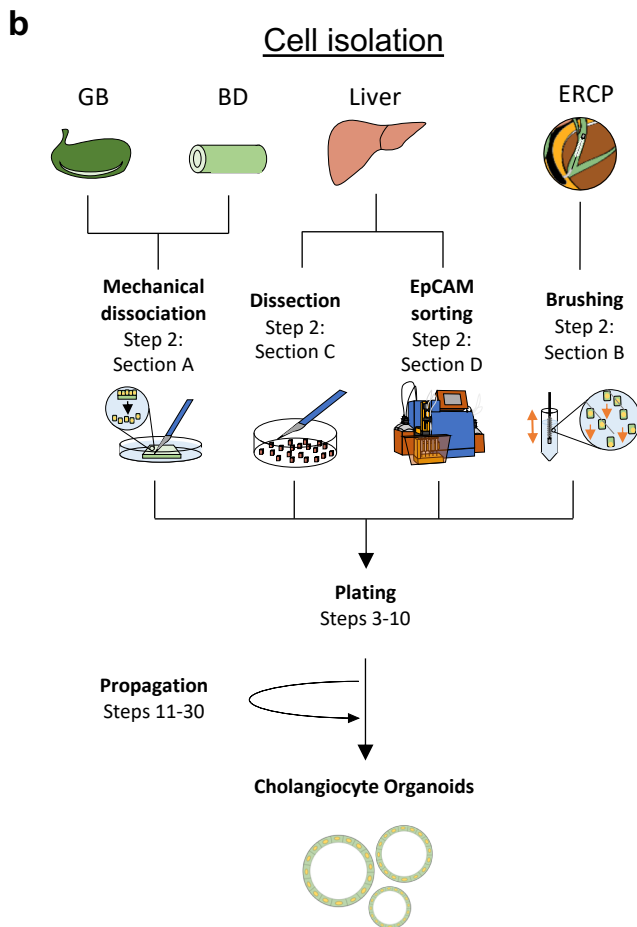 b
Cell isolation
GB
BD
Liver
ERCP
Mechanical
dissociation
Step 2:
Section A
Dissection
Step 2:
Section C
EpCAM
sorting
Step 2:
Section D
Brushing
Step 2:
Section B
Plating
Steps 3-10
Propagation
Steps 11-30
Cholangiocyte Organoids